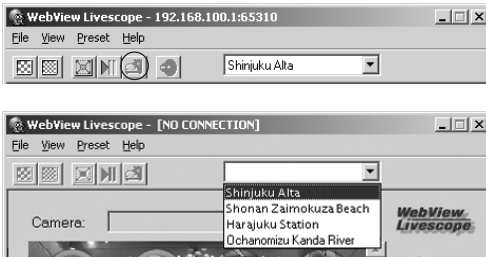 WebView Livescope - 192.168.100.1:65310
File View Preset Help
Shinjuku Alta
WebView Livescope - [NO CONNECTION]
File View Preset Help
Shinjuku Alta
Shonan Zaimokuza Beach
Harajuku Station
Ochanomizu Kanda River
Camera:
WebView
Livescope